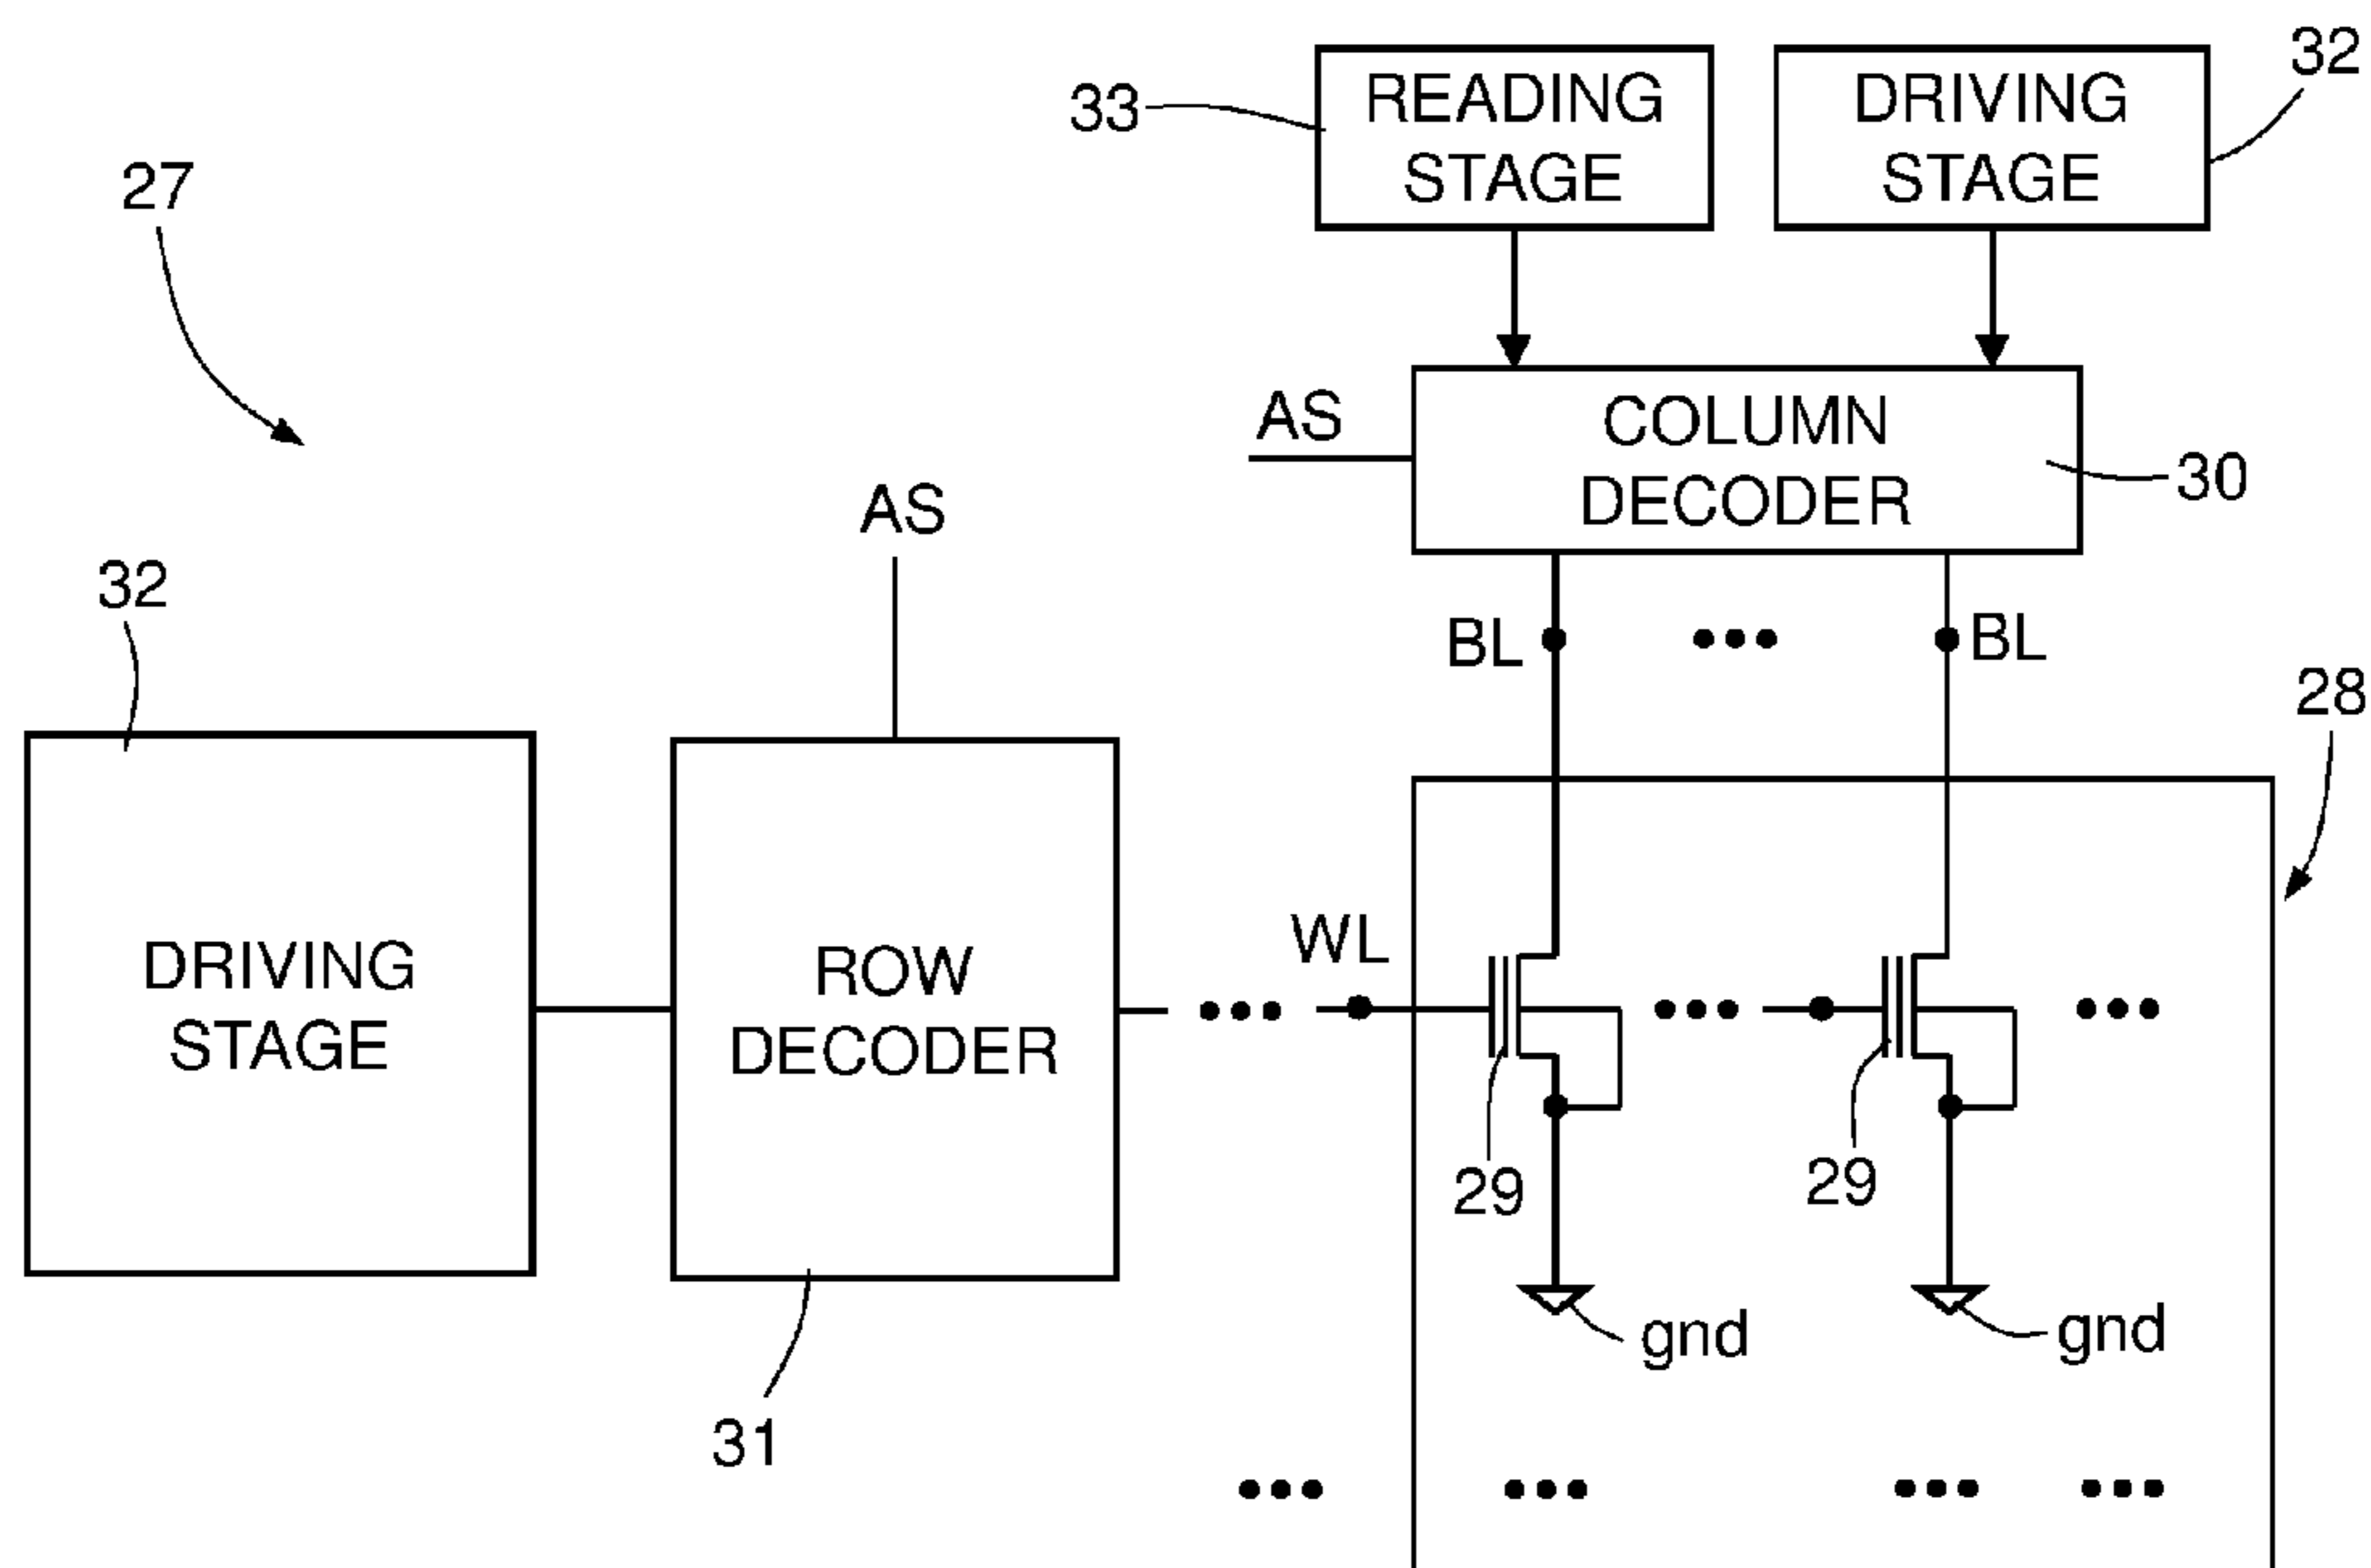 32
READING
STAGE
DRIVING
STAGE
33
27
AS
COLUMN
DECODER
30
AS
32
BL
BL
28
WL
DRIVING
STAGE
ROW
DECODER
29
29
gnd
gnd
31